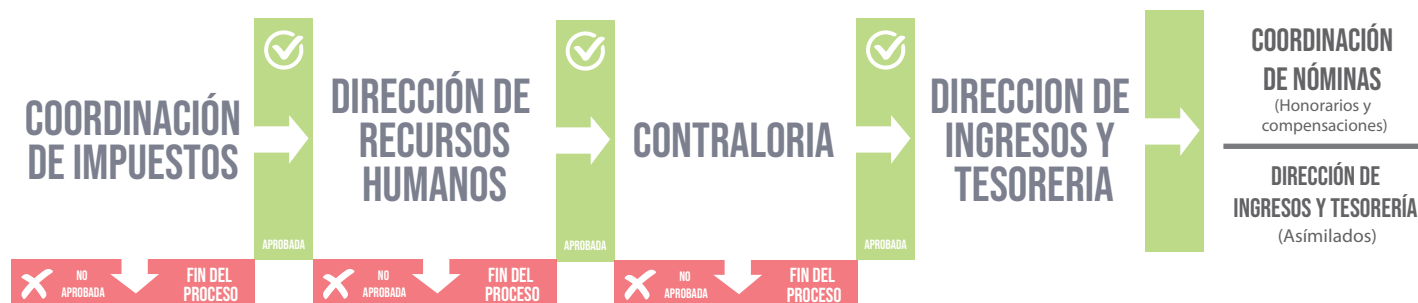 COORDINACIÓN
DE IMPUESTOS
NO
APROBADA
FIN DEL
PROCESO
APROBADA
DIRECCIÓN DE
RECURSOS
HUMANOS
NO
APROBADA
FIN DEL
PROCESO
APROBADA
CONTRALORIA
NO
APROBADA
FIN DEL
PROCESO
APROBADA
DIRECCION DE
INGRESOS Y
TESORERIA
COORDINACIÓN
DE NÓMINAS
(Honorarios y
compensaciones)
DIRECCIÓN DE
INGRESOS Y TESORERÍA
(Asímilados)